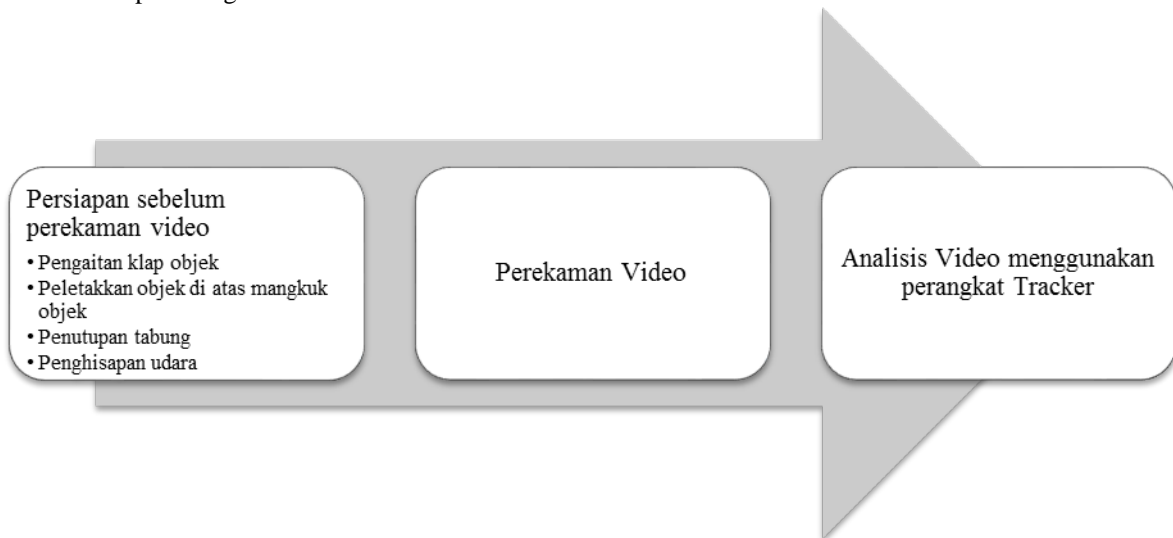 Persiapan sebelum
perekaman video
• Pengaitan klap objek
• Peletakkan objek di atas mangkuk
objek
• Penutupan tabung
• Penghisapan udara
Perekaman Video
Analisis Video menggunakan
perangkat Tracker